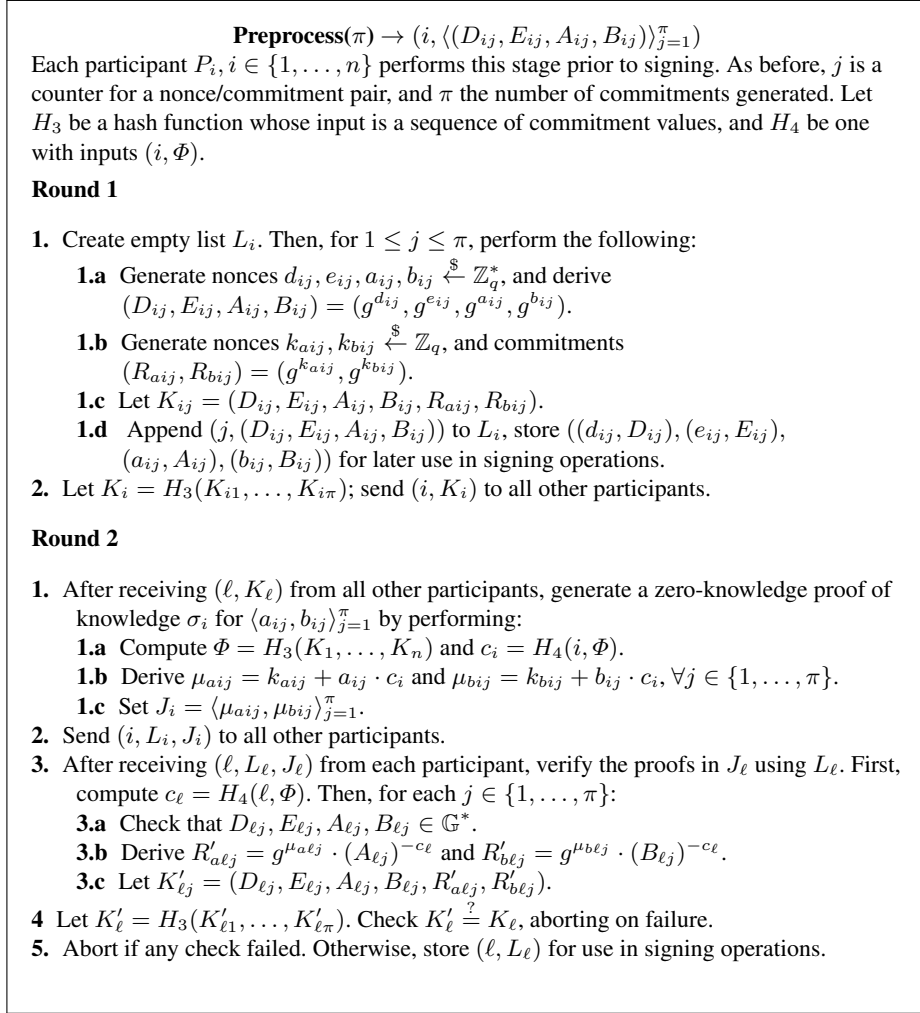 Preprocess(π) → (i, ⟨(D_ij, E_ij, A_ij, B_ij)⟩^π_{j=1})
Each participant P_i, i ∈ {1, . . . , n} performs this stage prior to signing. As before, j is a
counter for a nonce/commitment pair, and π the number of commitments generated. Let
H_3 be a hash function whose input is a sequence of commitment values, and H_4 be one
with inputs (i, Φ).
Round 1
1. Create empty list L_i. Then, for 1 ≤ j ≤ π, perform the following:
1.a Generate nonces d_ij, e_ij, a_ij, b_ij ←$ ℤ*_q, and derive
(D_ij, E_ij, A_ij, B_ij) = (g^{d_ij}, g^{e_ij}, g^{a_ij}, g^{b_ij}).
1.b Generate nonces k_aij, k_bij ←$ ℤ_q, and commitments
(R_aij, R_bij) = (g^{k_aij}, g^{k_bij}).
1.c Let K_ij = (D_ij, E_ij, A_ij, B_ij, R_aij, R_bij).
1.d Append (j, (D_ij, E_ij, A_ij, B_ij)) to L_i, store ((d_ij, D_ij), (e_ij, E_ij),
(a_ij, A_ij), (b_ij, B_ij)) for later use in signing operations.
2. Let K_i = H_3(K_i1, . . . , K_iπ); send (i, K_i) to all other participants.
Round 2
1. After receiving (ℓ, K_ℓ) from all other participants, generate a zero-knowledge proof of
knowledge σ_i for ⟨a_ij, b_ij⟩^π_{j=1} by performing:
1.a Compute Φ = H_3(K_1, . . . , K_n) and c_i = H_4(i, Φ).
1.b Derive μ_aij = k_aij + a_ij · c_i and μ_bij = k_bij + b_ij · c_i, ∀j ∈ {1, . . . , π}.
1.c Set J_i = ⟨μ_aij, μ_bij⟩^π_{j=1}.
2. Send (i, L_i, J_i) to all other participants.
3. After receiving (ℓ, L_ℓ, J_ℓ) from each participant, verify the proofs in J_ℓ using L_ℓ. First,
compute c_ℓ = H_4(ℓ, Φ). Then, for each j ∈ {1, . . . , π}:
3.a Check that D_ℓj, E_ℓj, A_ℓj, B_ℓj ∈ 𝔾*.
3.b Derive R'_aℓj = g^{μ_aℓj} · (A_ℓj)^{−c_ℓ} and R'_bℓj = g^{μ_bℓj} · (B_ℓj)^{−c_ℓ}.
3.c Let K'_ℓj = (D_ℓj, E_ℓj, A_ℓj, B_ℓj, R'_aℓj, R'_bℓj).
4 Let K'_ℓ = H_3(K'_ℓ1, . . . , K'_ℓπ). Check K'_ℓ ≟ K_ℓ, aborting on failure.
5. Abort if any check failed. Otherwise, store (ℓ, L_ℓ) for use in signing operations.